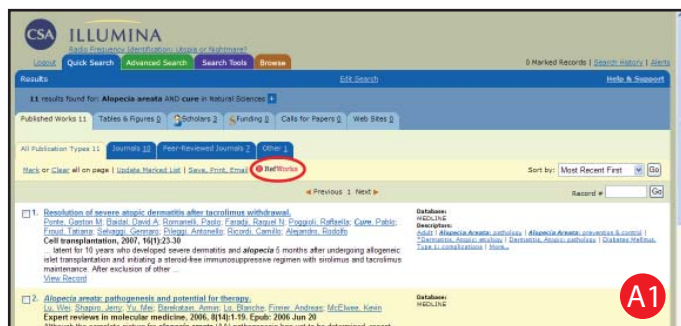 CSA ILLUMINA
Radio Frequency Identification: Utopia or Nightmare?
Logout Quick Search Advanced Search Search Tools Browse 0 Marked Records | Search History | Alerts
Results Edit Search Help & Support
11 results found for: Alopecia areata AND cure in Natural Sciences +
Published Works 11 Tables & Figures 0 Scholars 2 Funding 0 Calls for Papers 0 Web Sites 0
All Publication Types 11 Journals 10 Peer-Reviewed Journals 7 Other 1
Mark or Clear all on page | Update Marked List | Save, Print, Email RefWorks Sort by: Most Recent First Go
Previous 1 Next Record # Go
1. Resolution of severe atopic dermatitis after tacrolimus withdrawal.
Ponte, Gaston M; Baidal, David A; Romanelli, Paolo; Faradji, Raquel N; Poggioli, Raffaella; Cure, Pablo;
Froud, Tatiana; Selvaggi, Gennaro; Pileggi, Antonello; Ricordi, Camillo; Alejandro, Rodolfo
Cell transplantation, 2007, 16(1):23-30
... latent for 10 years who developed severe dermatitis and alopecia 5 months after undergoing allogeneic
islet transplantation and initiating a steroid-free immunosuppressive regimen with sirolimus and tacrolimus
maintenance. After exclusion of other ...
View Record
Database:
MEDLINE
Descriptors:
Adult | Alopecia Areata: pathology | Alopecia Areata: prevention & control |
*Dermatitis, Atopic: etiology | Dermatitis, Atopic: pathology | Diabetes Mellitus,
Type 1: complications | More...
2. Alopecia areata: pathogenesis and potential for therapy.
Lu, Wei; Shapiro, Jerry; Yu, Mei; Barekatain, Armin; Lo, Blanche; Finner, Andreas; McElwee, Kevin
Expert reviews in molecular medicine, 2006, 8(14):1-19. Epub: 2006 Jun 20
Database:
MEDLINE
A1